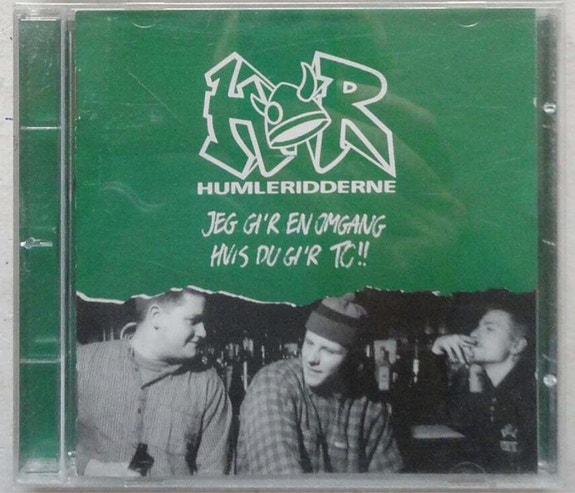 HR
HUMLERIDDERNE
JEG GI'R EN OMGANG
HVIS DU GI'R TO!!